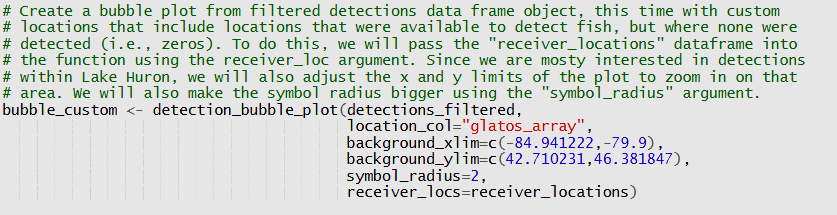 # Create a bubble plot from filtered detections data frame object, this time with custom
# locations that include locations that were available to detect fish, but where none were
# detected (i.e., zeros). To do this, we will pass the "receiver_locations" dataframe into
# the function using the receiver_loc argument. Since we are mosty interested in detections
# within Lake Huron, we will also adjust the x and y limits of the plot to zoom in on that
# area. We will also make the symbol radius bigger using the "symbol_radius" argument.
bubble_custom <- detection_bubble_plot(detections_filtered,
location_col="glatos_array",
background_xlim=c(-84.941222,-79.9),
background_ylim=c(42.710231,46.381847),
symbol_radius=2,
receiver_locs=receiver_locations)